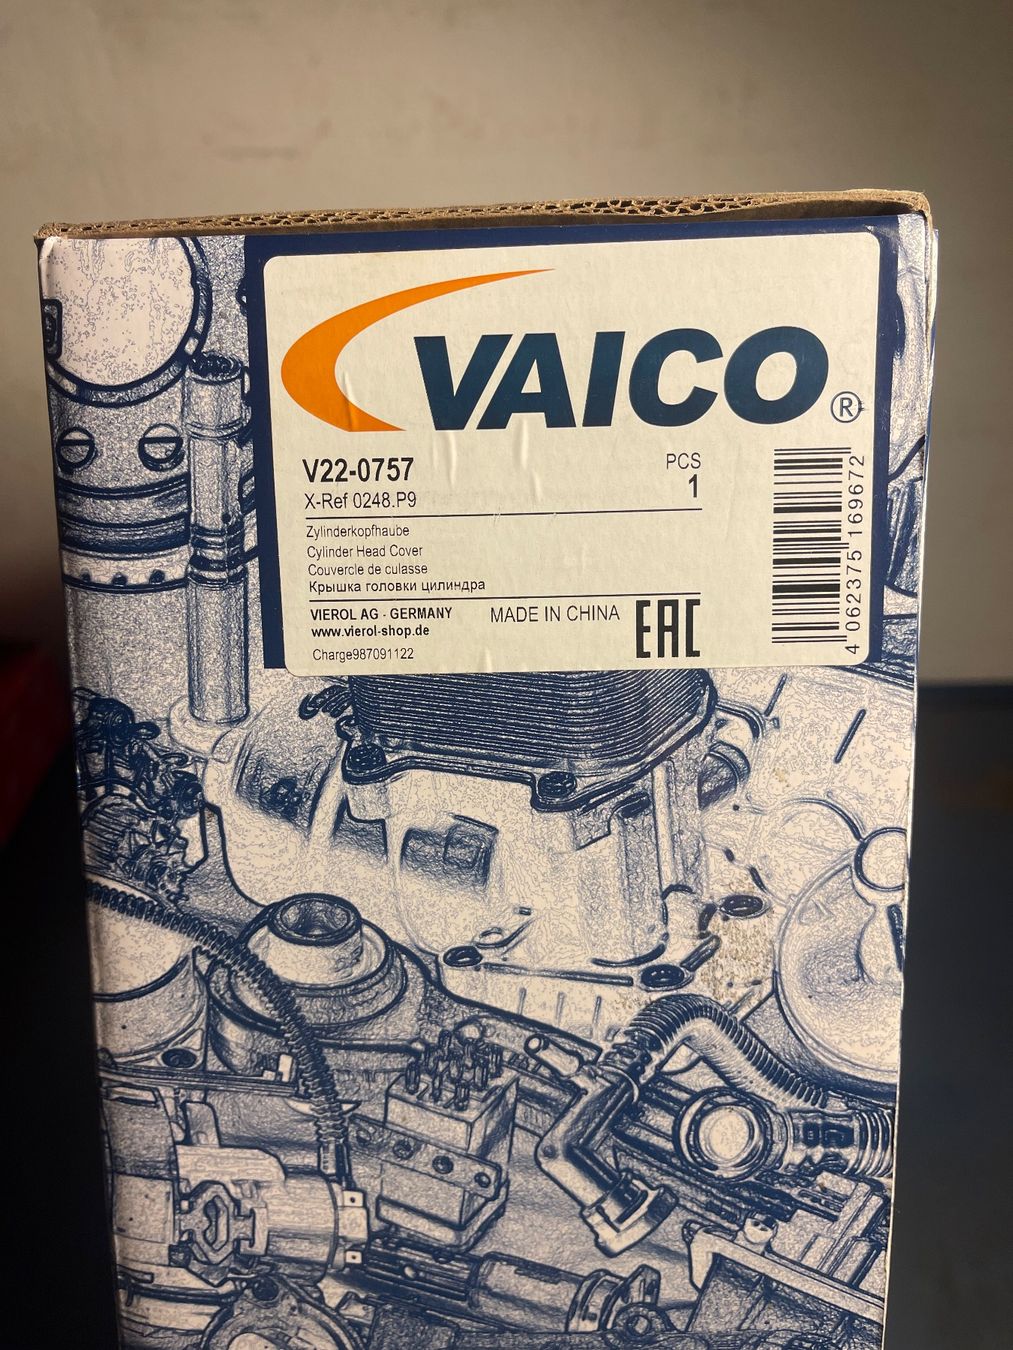 VAICO®
V22-0757
PCS
X-Ref 0248.P9
1
Zylinderkopfhaube
Cylinder Head Cover
Couvercle de culasse
Крышка головки цилиндра
VIEROL AG - GERMANY
MADE IN CHINA
EAC
www.vierol-shop.de
Charge987091122
4 062375 169672